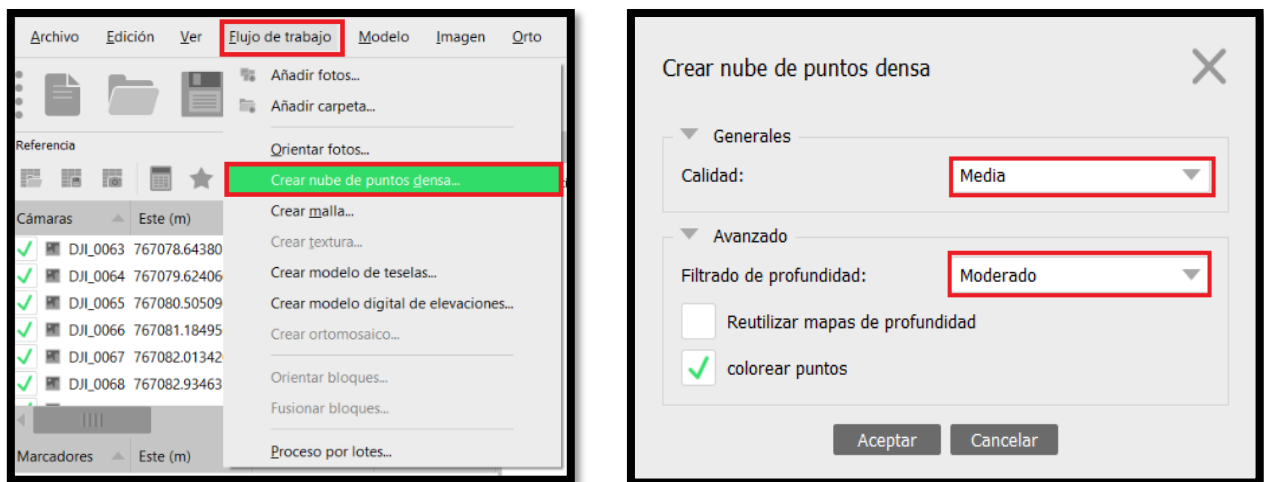 Archivo Edición Ver Flujo de trabajo Modelo Imagen Orto
Añadir fotos...
Añadir carpeta...
Referencia
Orientar fotos...
Crear nube de puntos densa...
Cámaras Este (m)
Crear malla...
DJI_0063 767078.64380
Crear textura...
DJI_0064 767079.62406
Crear modelo de teselas...
DJI_0065 767080.50509
Crear modelo digital de elevaciones...
DJI_0066 767081.18495
Crear ortomosaico...
DJI_0067 767082.01342
DJI_0068 767082.93463
Orientar bloques...
Fusionar bloques...
Marcadores Este (m)
Proceso por lotes...
Crear nube de puntos densa
Generales
Calidad: Media
Avanzado
Filtrado de profundidad: Moderado
Reutilizar mapas de profundidad
colorear puntos
Aceptar Cancelar